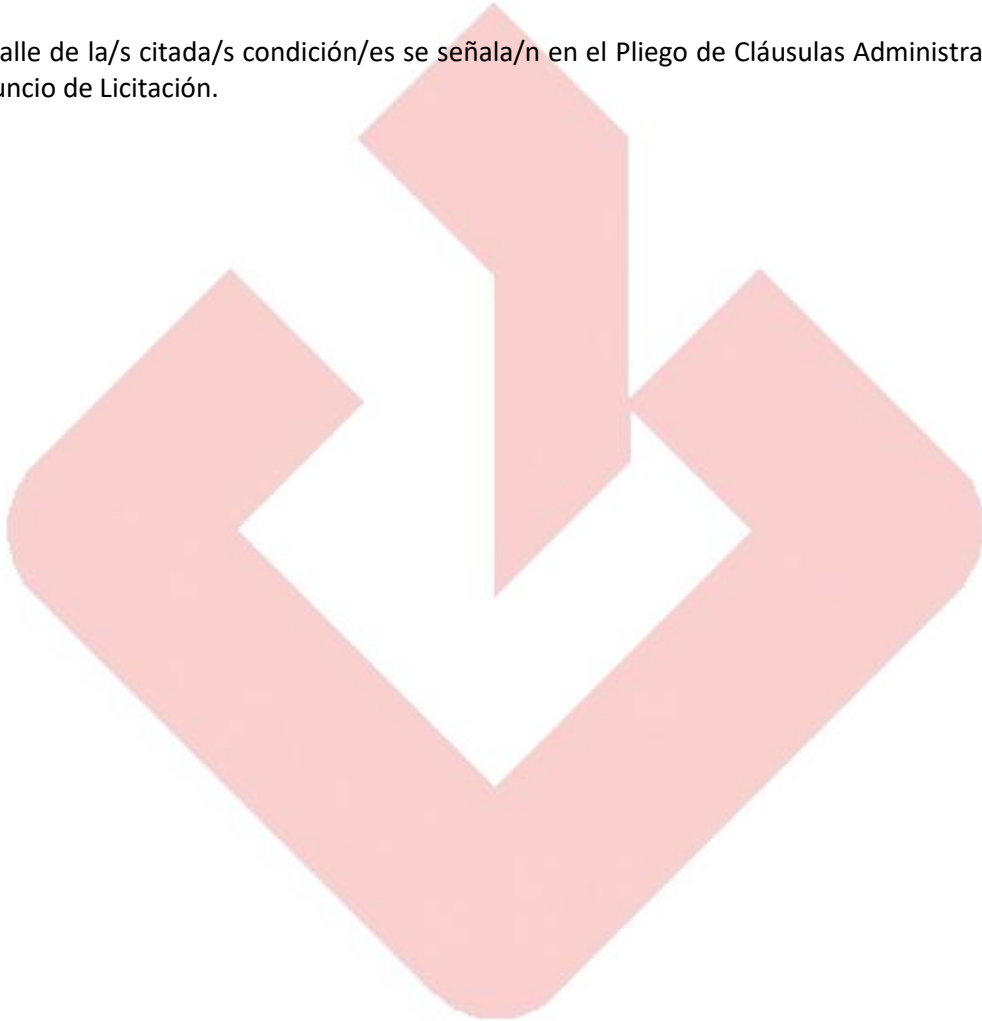 alle de la/s citada/s condición/es se señala/n en el Pliego de Cláusulas Administra
uncio de Licitación.